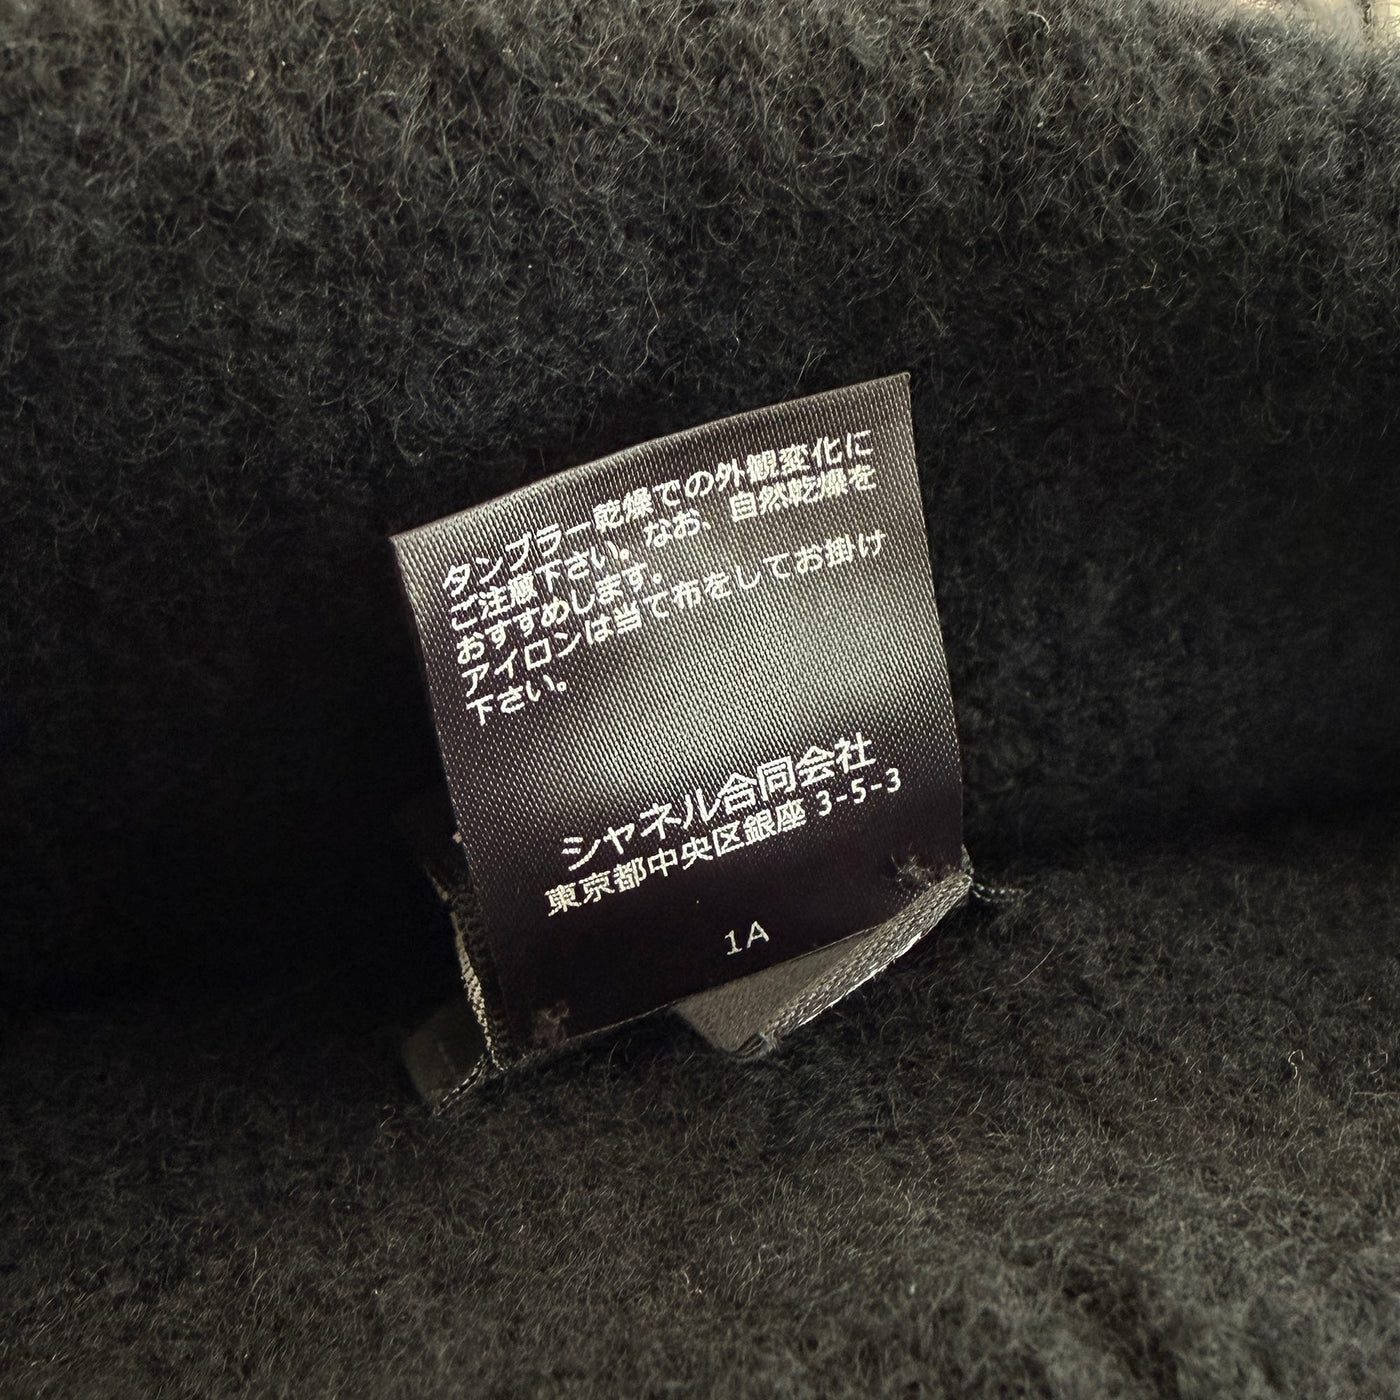 タンブラー乾燥での外観変化に
ご注意下さい。なお、自然乾燥を
おすすめします。
アイロンは当て布をしてお掛け
下さい。
シャネル合同会社
東京都中央区銀座 3-5-3
1A